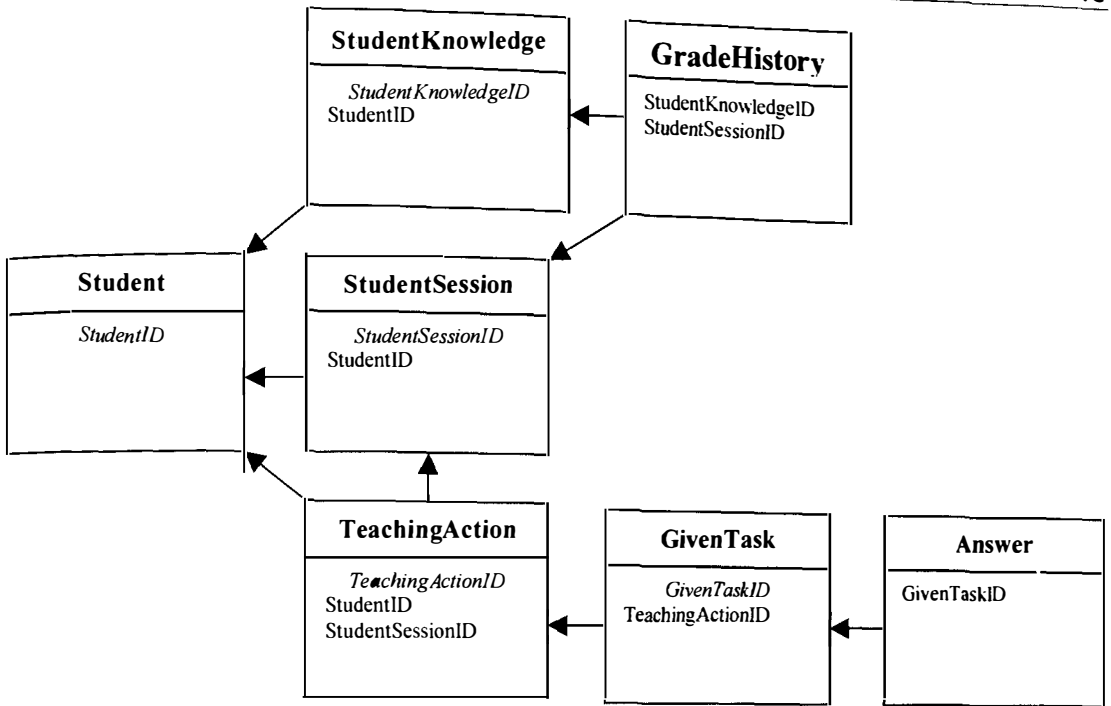 StudentKnowledge
StudentKnowledgeID
StudentID
GradeHistory
StudentKnowledgeID
StudentSessionID
Student
StudentID
StudentSession
StudentSessionID
StudentID
TeachingAction
TeachingActionID
StudentID
StudentSessionID
GivenTask
GivenTaskID
TeachingActionID
Answer
GivenTaskID